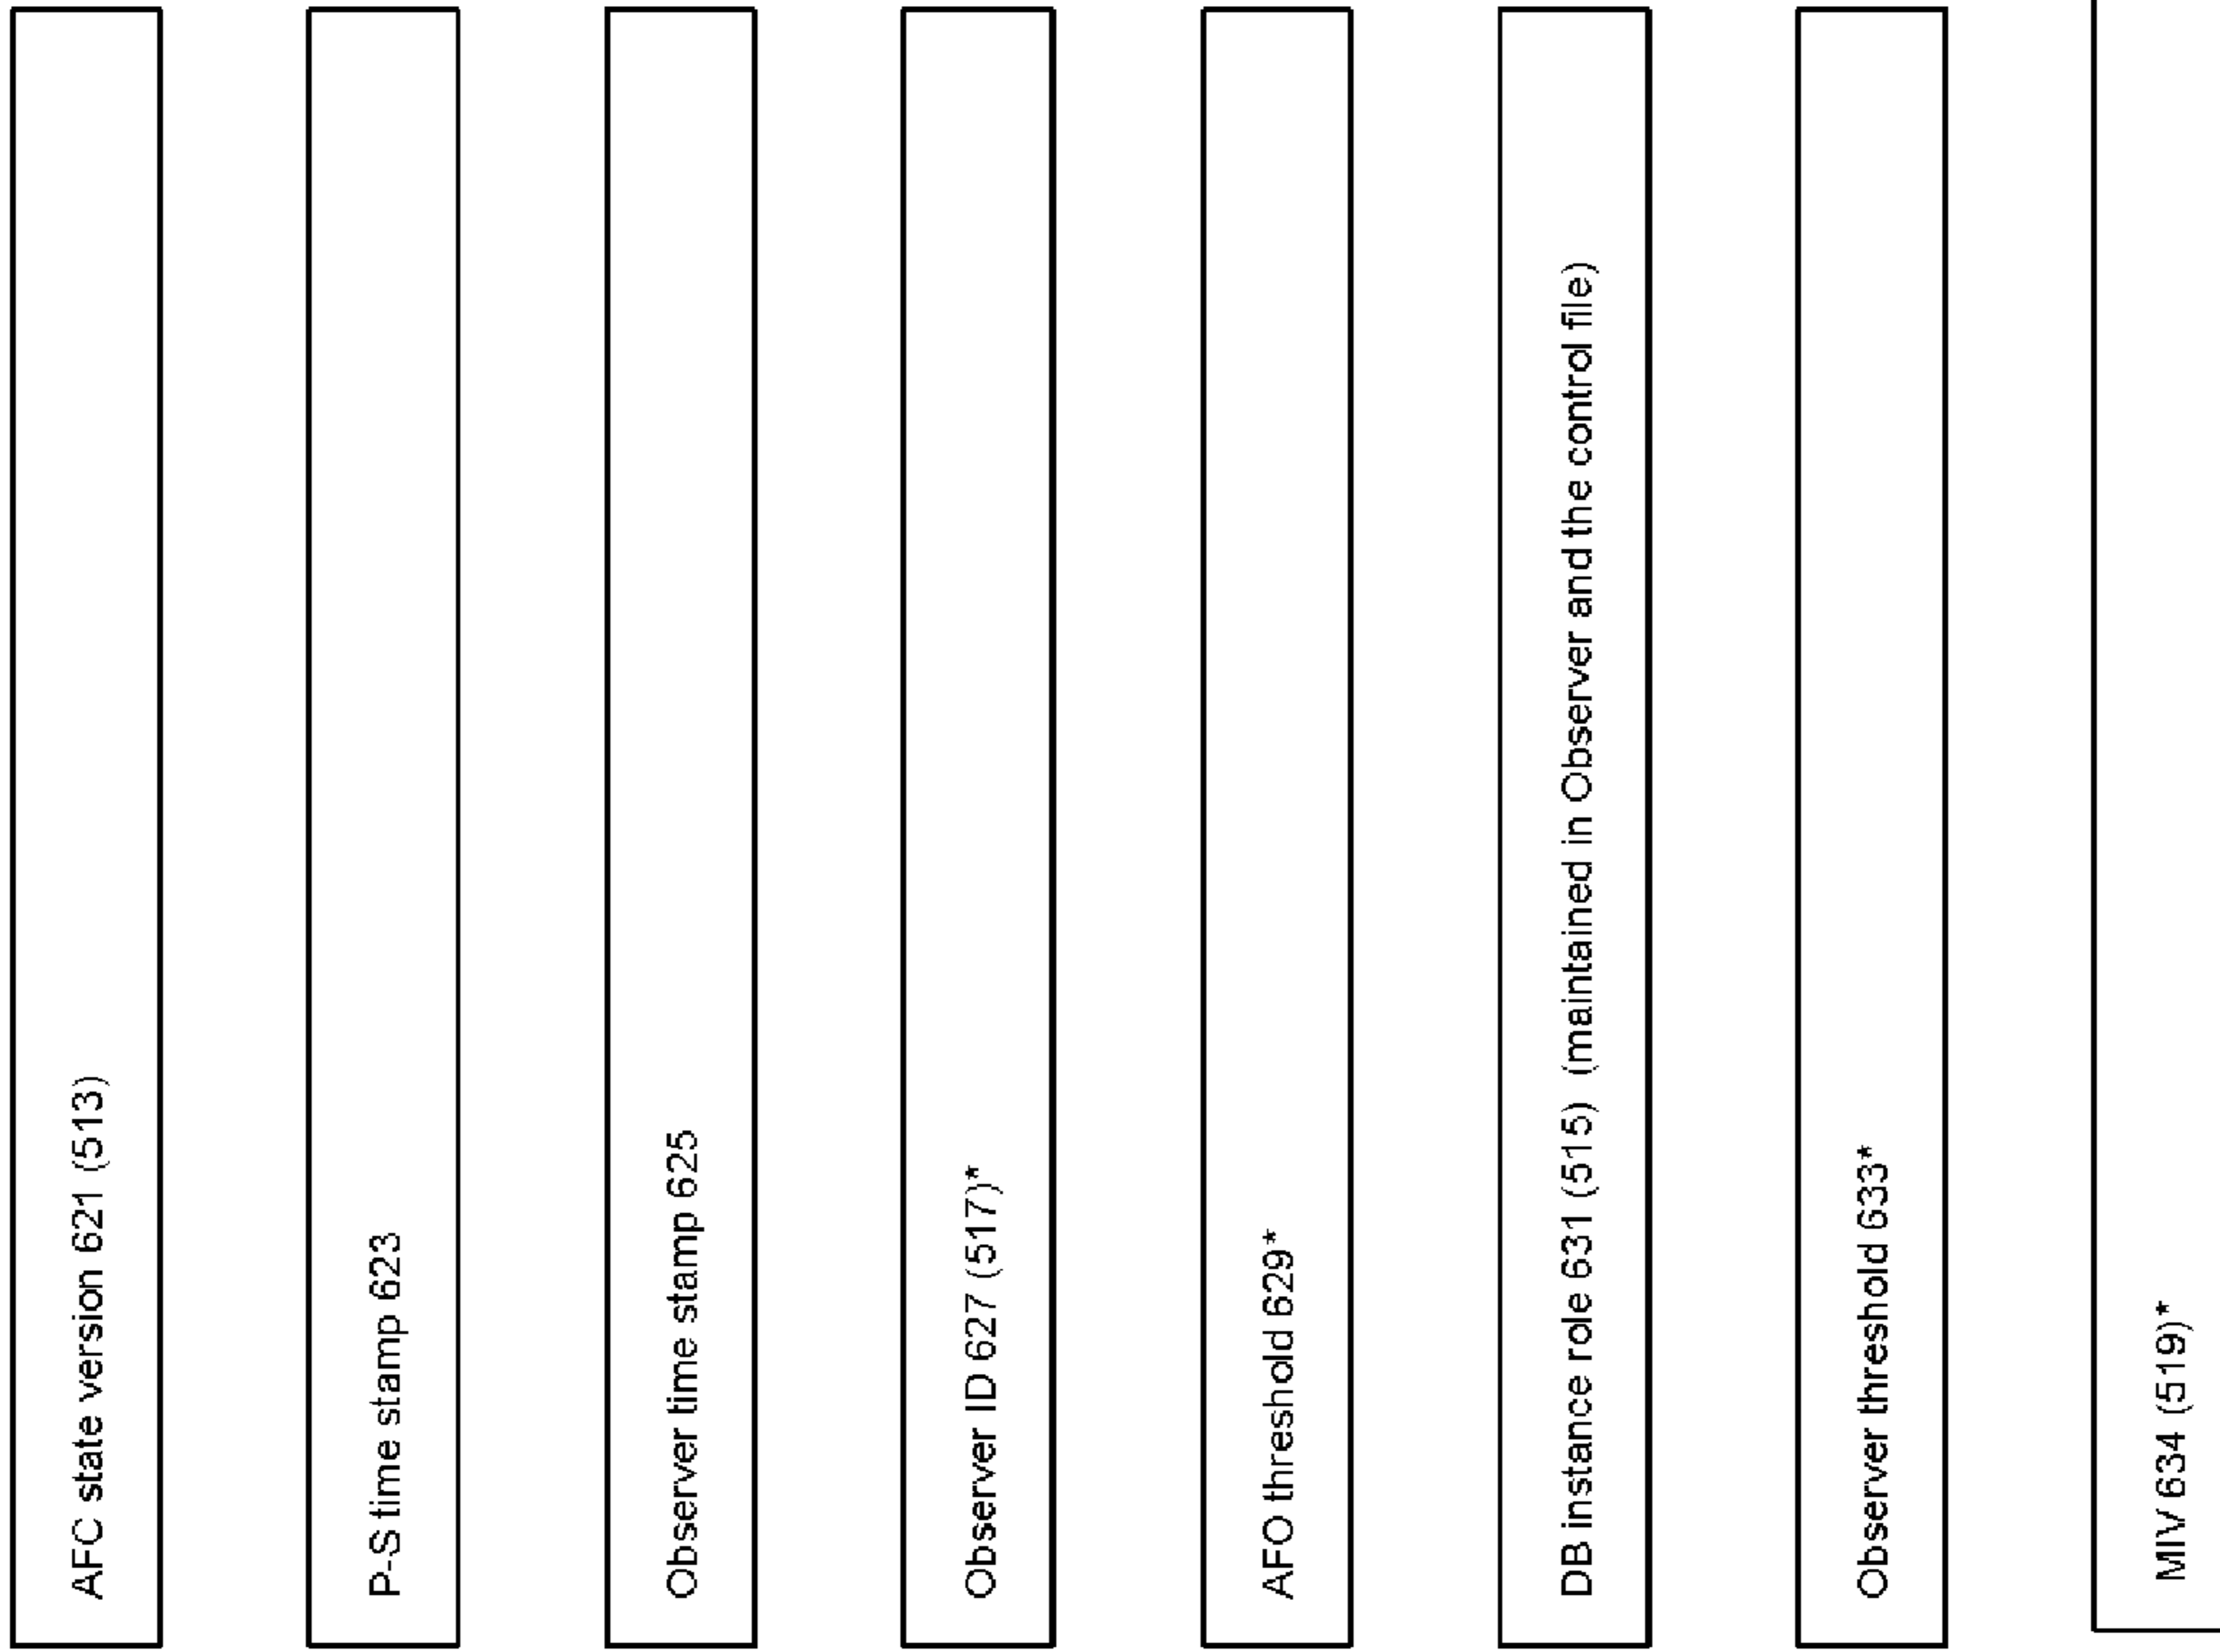 AFC state version 621 (513)
P-S time stamp 623
Observer time stamp 625
Observer ID 627 (517)*
AFO threshold 629*
DB instance role 631 (515) (maintained in Observer and the control file)
Observer threshold 633*
MIV 634 (519)*